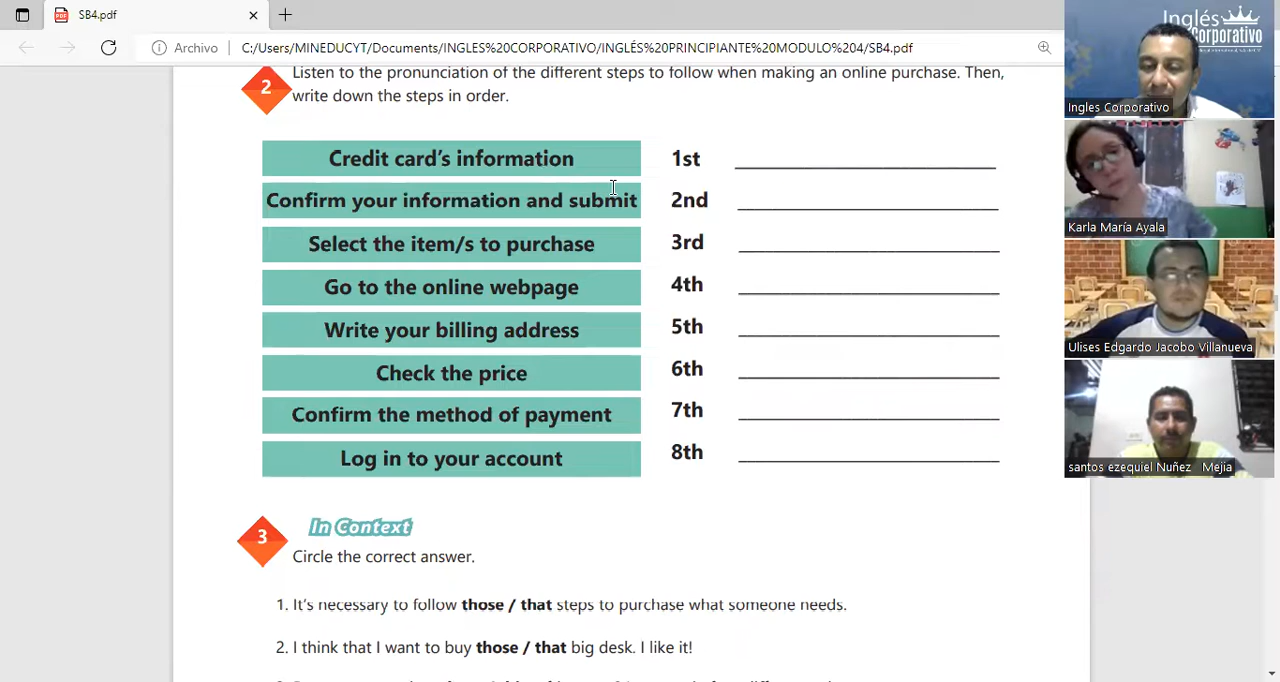 SB4.pdf
Archivo
C:/Users/MINEDUCYT/Documents/INGLES%20CORPORATIVO/INGLÉS%20PRINCIPIANTE%20MODULO%204/SB4.pdf
2
Listen to the pronunciation of the different steps to follow when making an online purchase. Then,
write down the steps in order.
Credit card's information
1st
Confirm your information and submit
2nd
Select the item/s to purchase
3rd
Go to the online webpage
4th
Write your billing address
5th
Check the price
6th
Confirm the method of payment
7th
Log in to your account
8th
3
In Context
Circle the correct answer.
1. It's necessary to follow those / that steps to purchase what someone needs.
2. I think that I want to buy those / that big desk. I like it!
Inglés
Corporativo
Ingles Corporativo
Karla María Ayala
Ulises Edgardo Jacobo Villanueva
santos ezequiel Nuñez Mejia